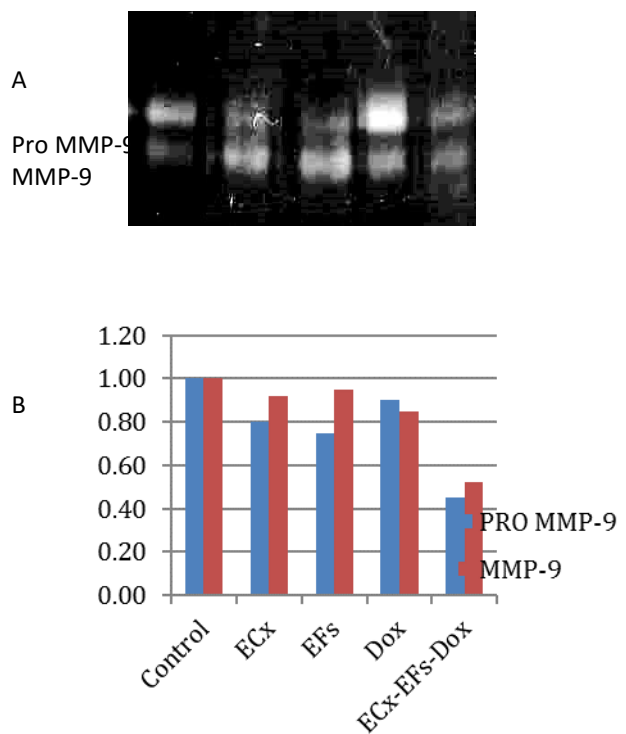 A
Pro MMP-9
MMP-9
B
1.20
1.00
0.80
0.60
0.40
0.20
0.00
PRO MMP-9
MMP-9
Control
ECx
EFs
Dox
ECx-EFs-Dox